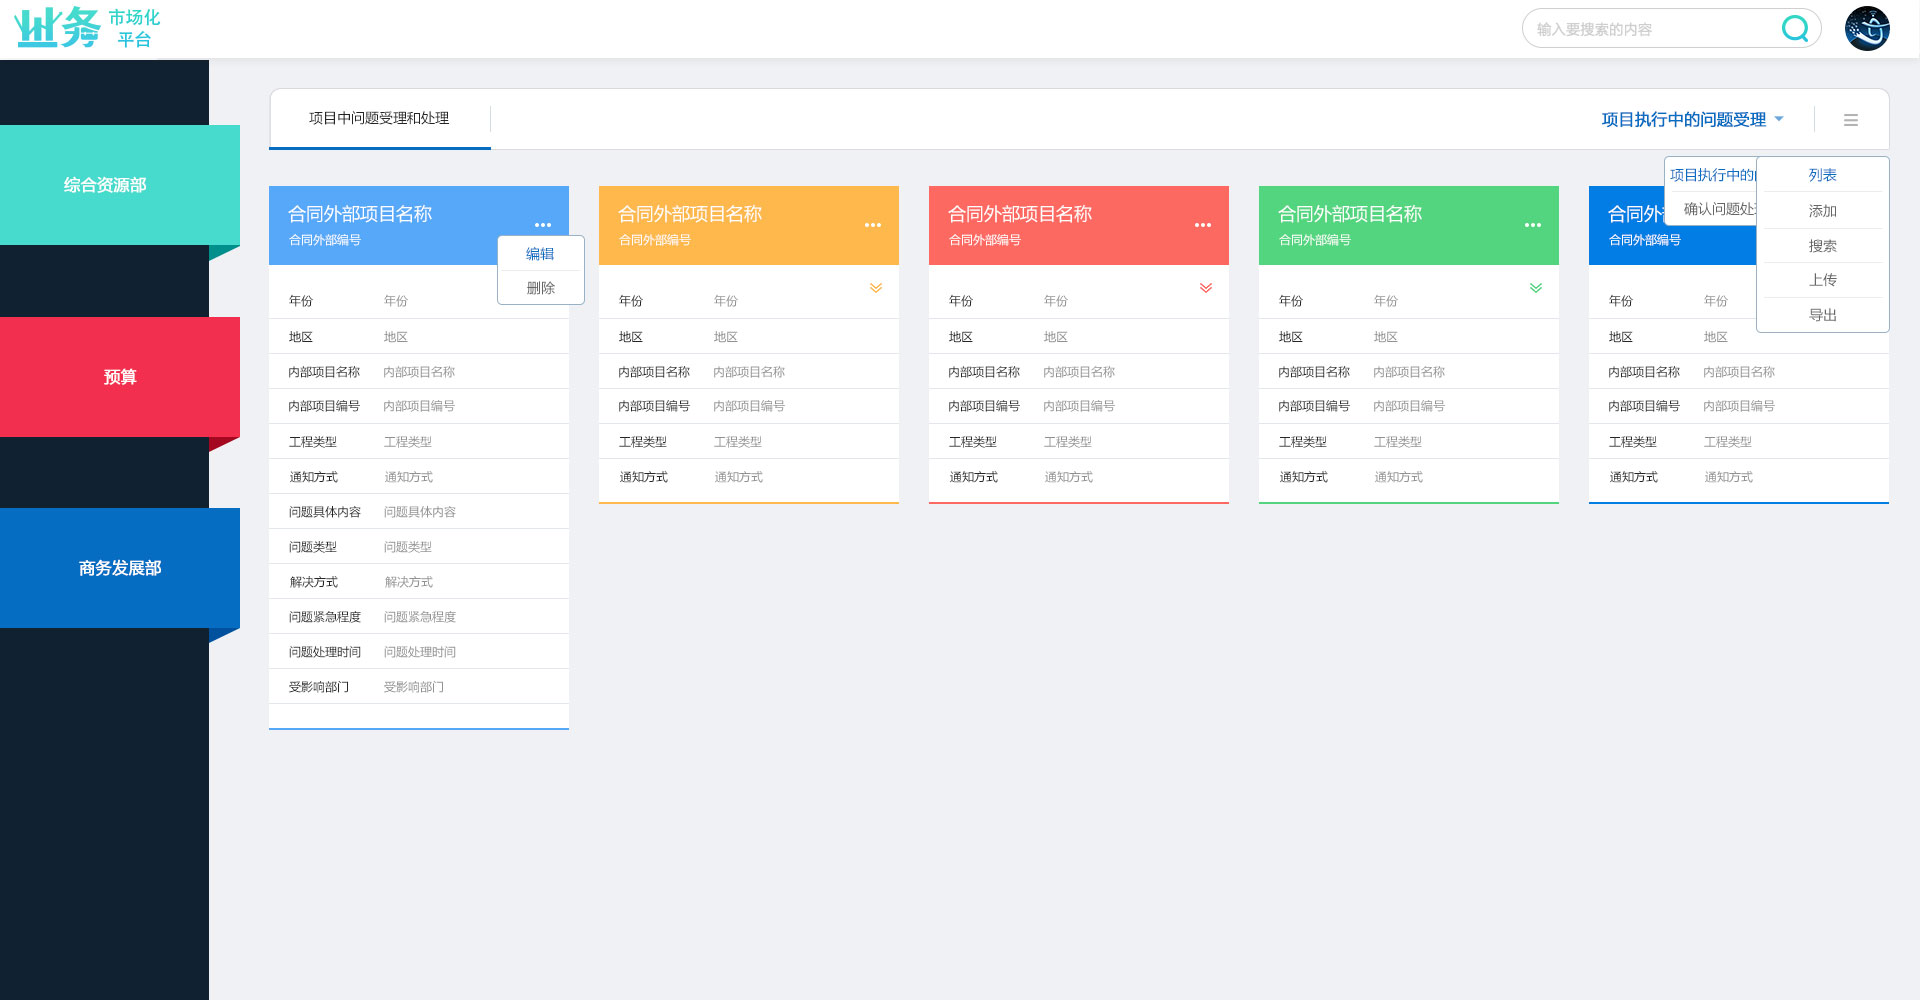 业务 市场化
平台
输入要搜索的内容
综合资源部
预算
商务发展部
项目中问题受理和处理
项目执行中的问题受理
项目执行中的
确认问题处
列表
添加
搜索
上传
导出
合同外部项目名称
合同外部编号
编辑
删除
年份 年份
地区 地区
内部项目名称 内部项目名称
内部项目编号 内部项目编号
工程类型 工程类型
通知方式 通知方式
问题具体内容 问题具体内容
问题类型 问题类型
解决方式 解决方式
问题紧急程度 问题紧急程度
问题处理时间 问题处理时间
受影响部门 受影响部门
合同外部项目名称
合同外部编号
年份 年份
地区 地区
内部项目名称 内部项目名称
内部项目编号 内部项目编号
工程类型 工程类型
通知方式 通知方式
合同外部项目名称
合同外部编号
年份 年份
地区 地区
内部项目名称 内部项目名称
内部项目编号 内部项目编号
工程类型 工程类型
通知方式 通知方式
合同外部项目名称
合同外部编号
年份 年份
地区 地区
内部项目名称 内部项目名称
内部项目编号 内部项目编号
工程类型 工程类型
通知方式 通知方式
合同外
合同外部编号
年份 年份
地区 地区
内部项目名称 内部项目名称
内部项目编号 内部项目编号
工程类型 工程类型
通知方式 通知方式